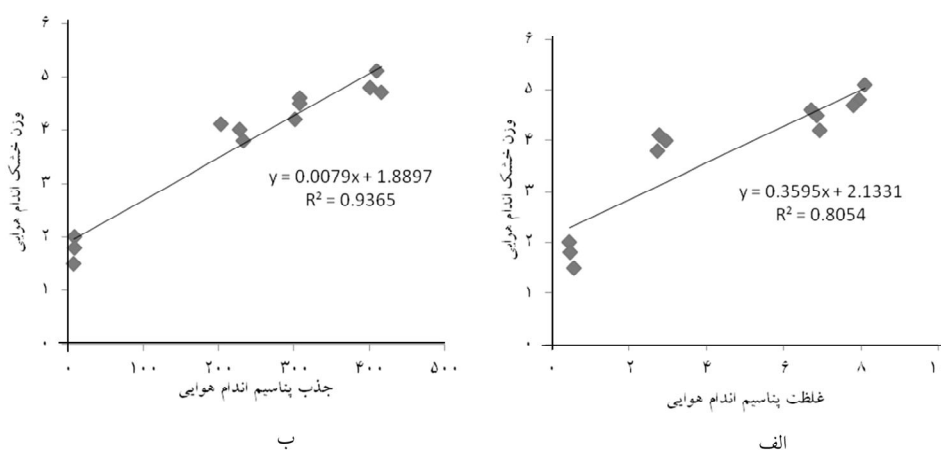 وزن خشک اندام هوایی
۶
۵
۴
۳
۲
۱
۰
y = 0.3595x + 2.1331
R² = 0.8054
۰ ۲ ۴ ۶ ۸ ۱
غلظت پتاسیم اندام هوایی
الف
وزن خشک اندام هوایی
۶
۵
۴
۳
۲
۱
۰
y = 0.0079x + 1.8897
R² = 0.9365
۰ ۱۰۰ ۲۰۰ ۳۰۰ ۴۰۰ ۵۰۰
جذب پتاسیم اندام هوایی
ب